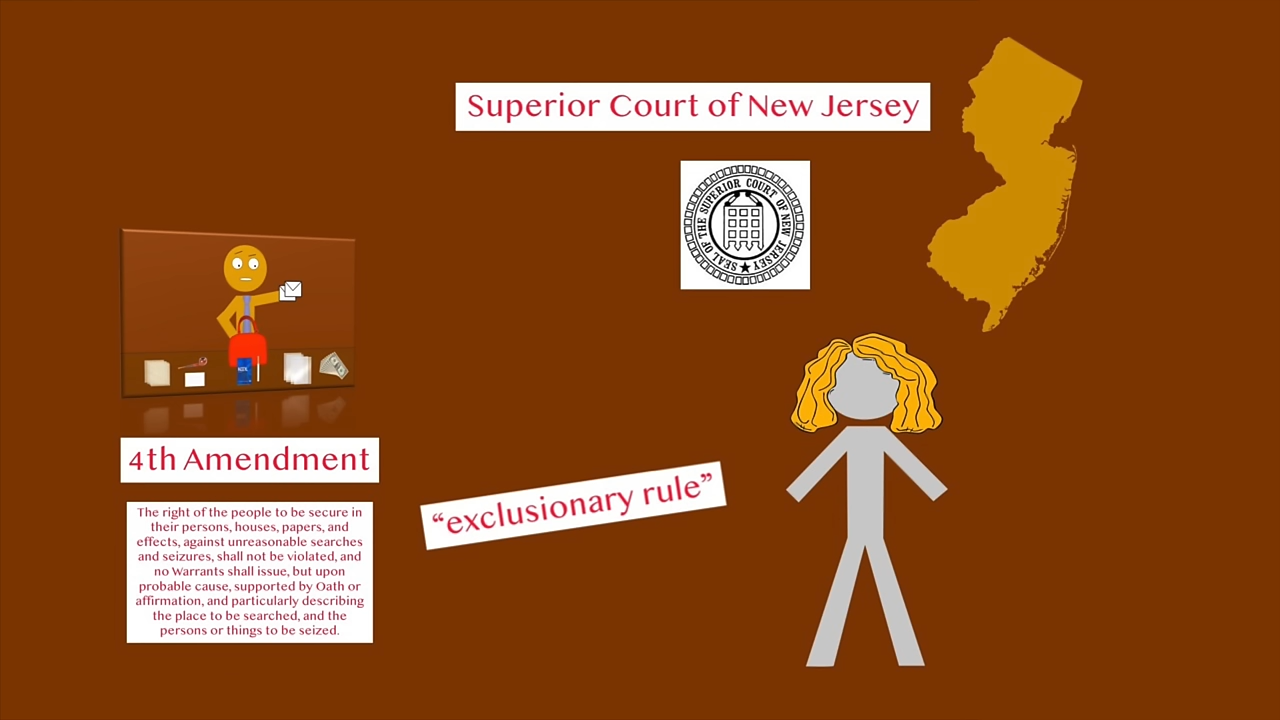 Superior Court of New Jersey
SEAL OF THE SUPERIOR COURT OF NEW JERSEY
4th Amendment
The right of the people to be secure in
their persons, houses, papers, and
effects, against unreasonable searches
and seizures, shall not be violated, and
no Warrants shall issue, but upon
probable cause, supported by Oath or
affirmation, and particularly describing
the place to be searched, and the
persons or things to be seized.
“exclusionary rule”